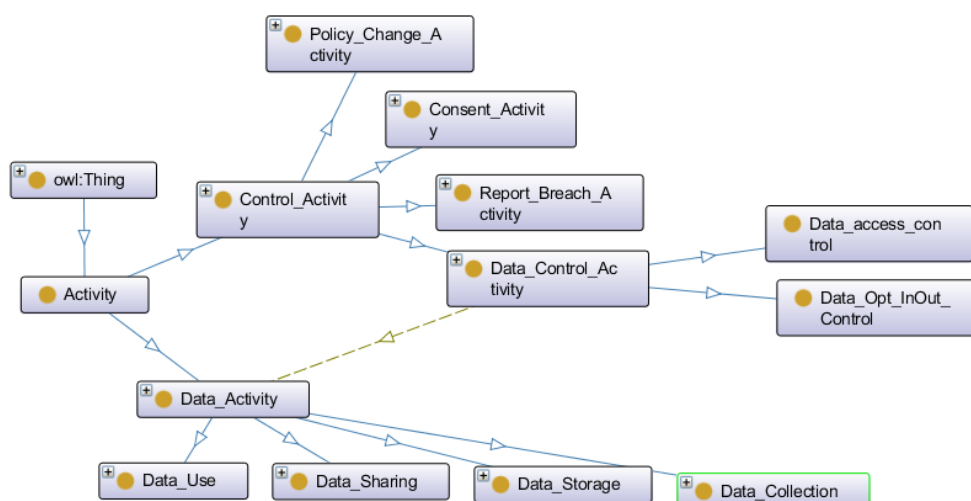 Policy_Change_A
ctivity
Consent_Activit
y
owl:Thing
Control_Activit
y
Report_Breach_A
ctivity
Data_access_con
trol
Data_Control_Ac
tivity
Activity
Data_Opt_InOut_
Control
Data_Activity
Data_Use
Data_Sharing
Data_Storage
Data_Collection